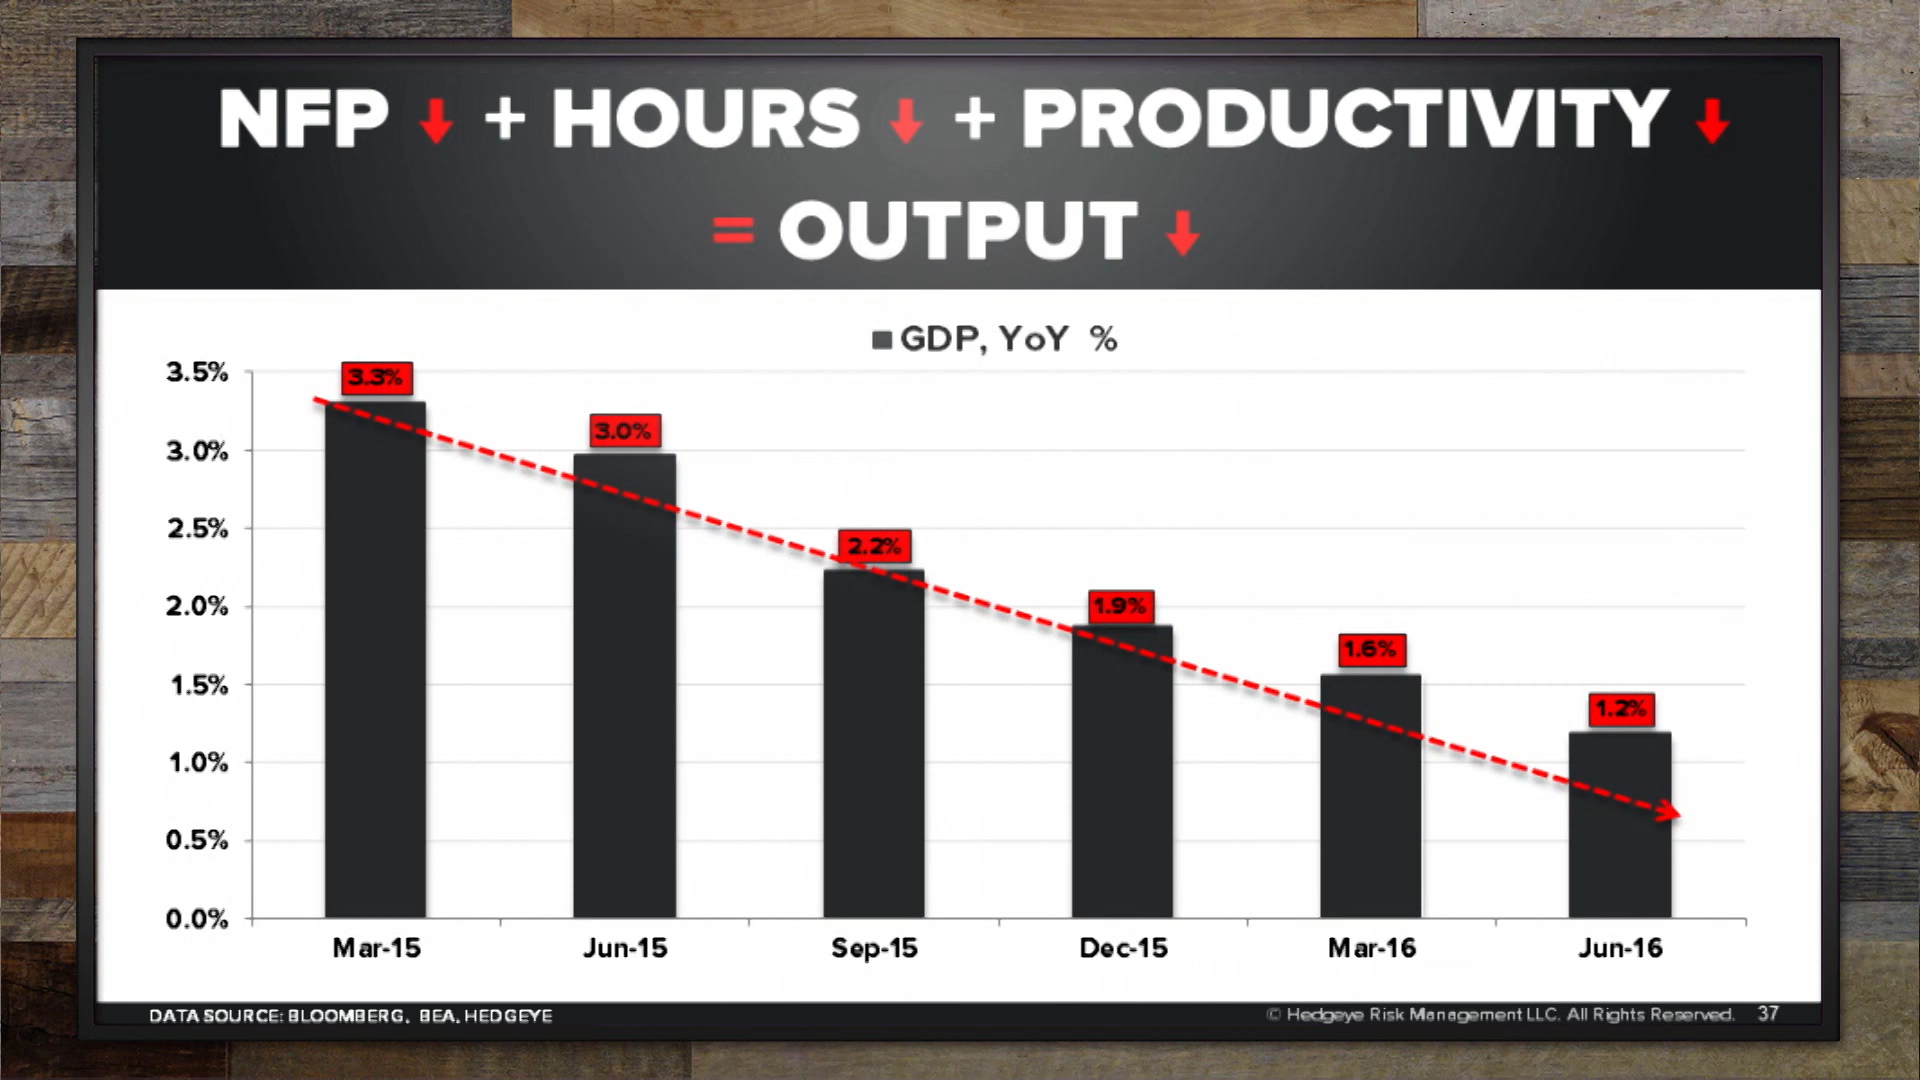 NFP ↓ + HOURS ↓ + PRODUCTIVITY ↓
= OUTPUT ↓
GDP, YoY %
3.5%
3.0%
2.5%
2.0%
1.5%
1.0%
0.5%
0.0%
3.3%
3.0%
2.2%
1.9%
1.6%
1.2%
Mar-15 Jun-15 Sep-15 Dec-15 Mar-16 Jun-16
DATA SOURCE: BLOOMBERG, BEA, HEDGEYE
© Hedgeye Risk Management LLC. All Rights Reserved. 37